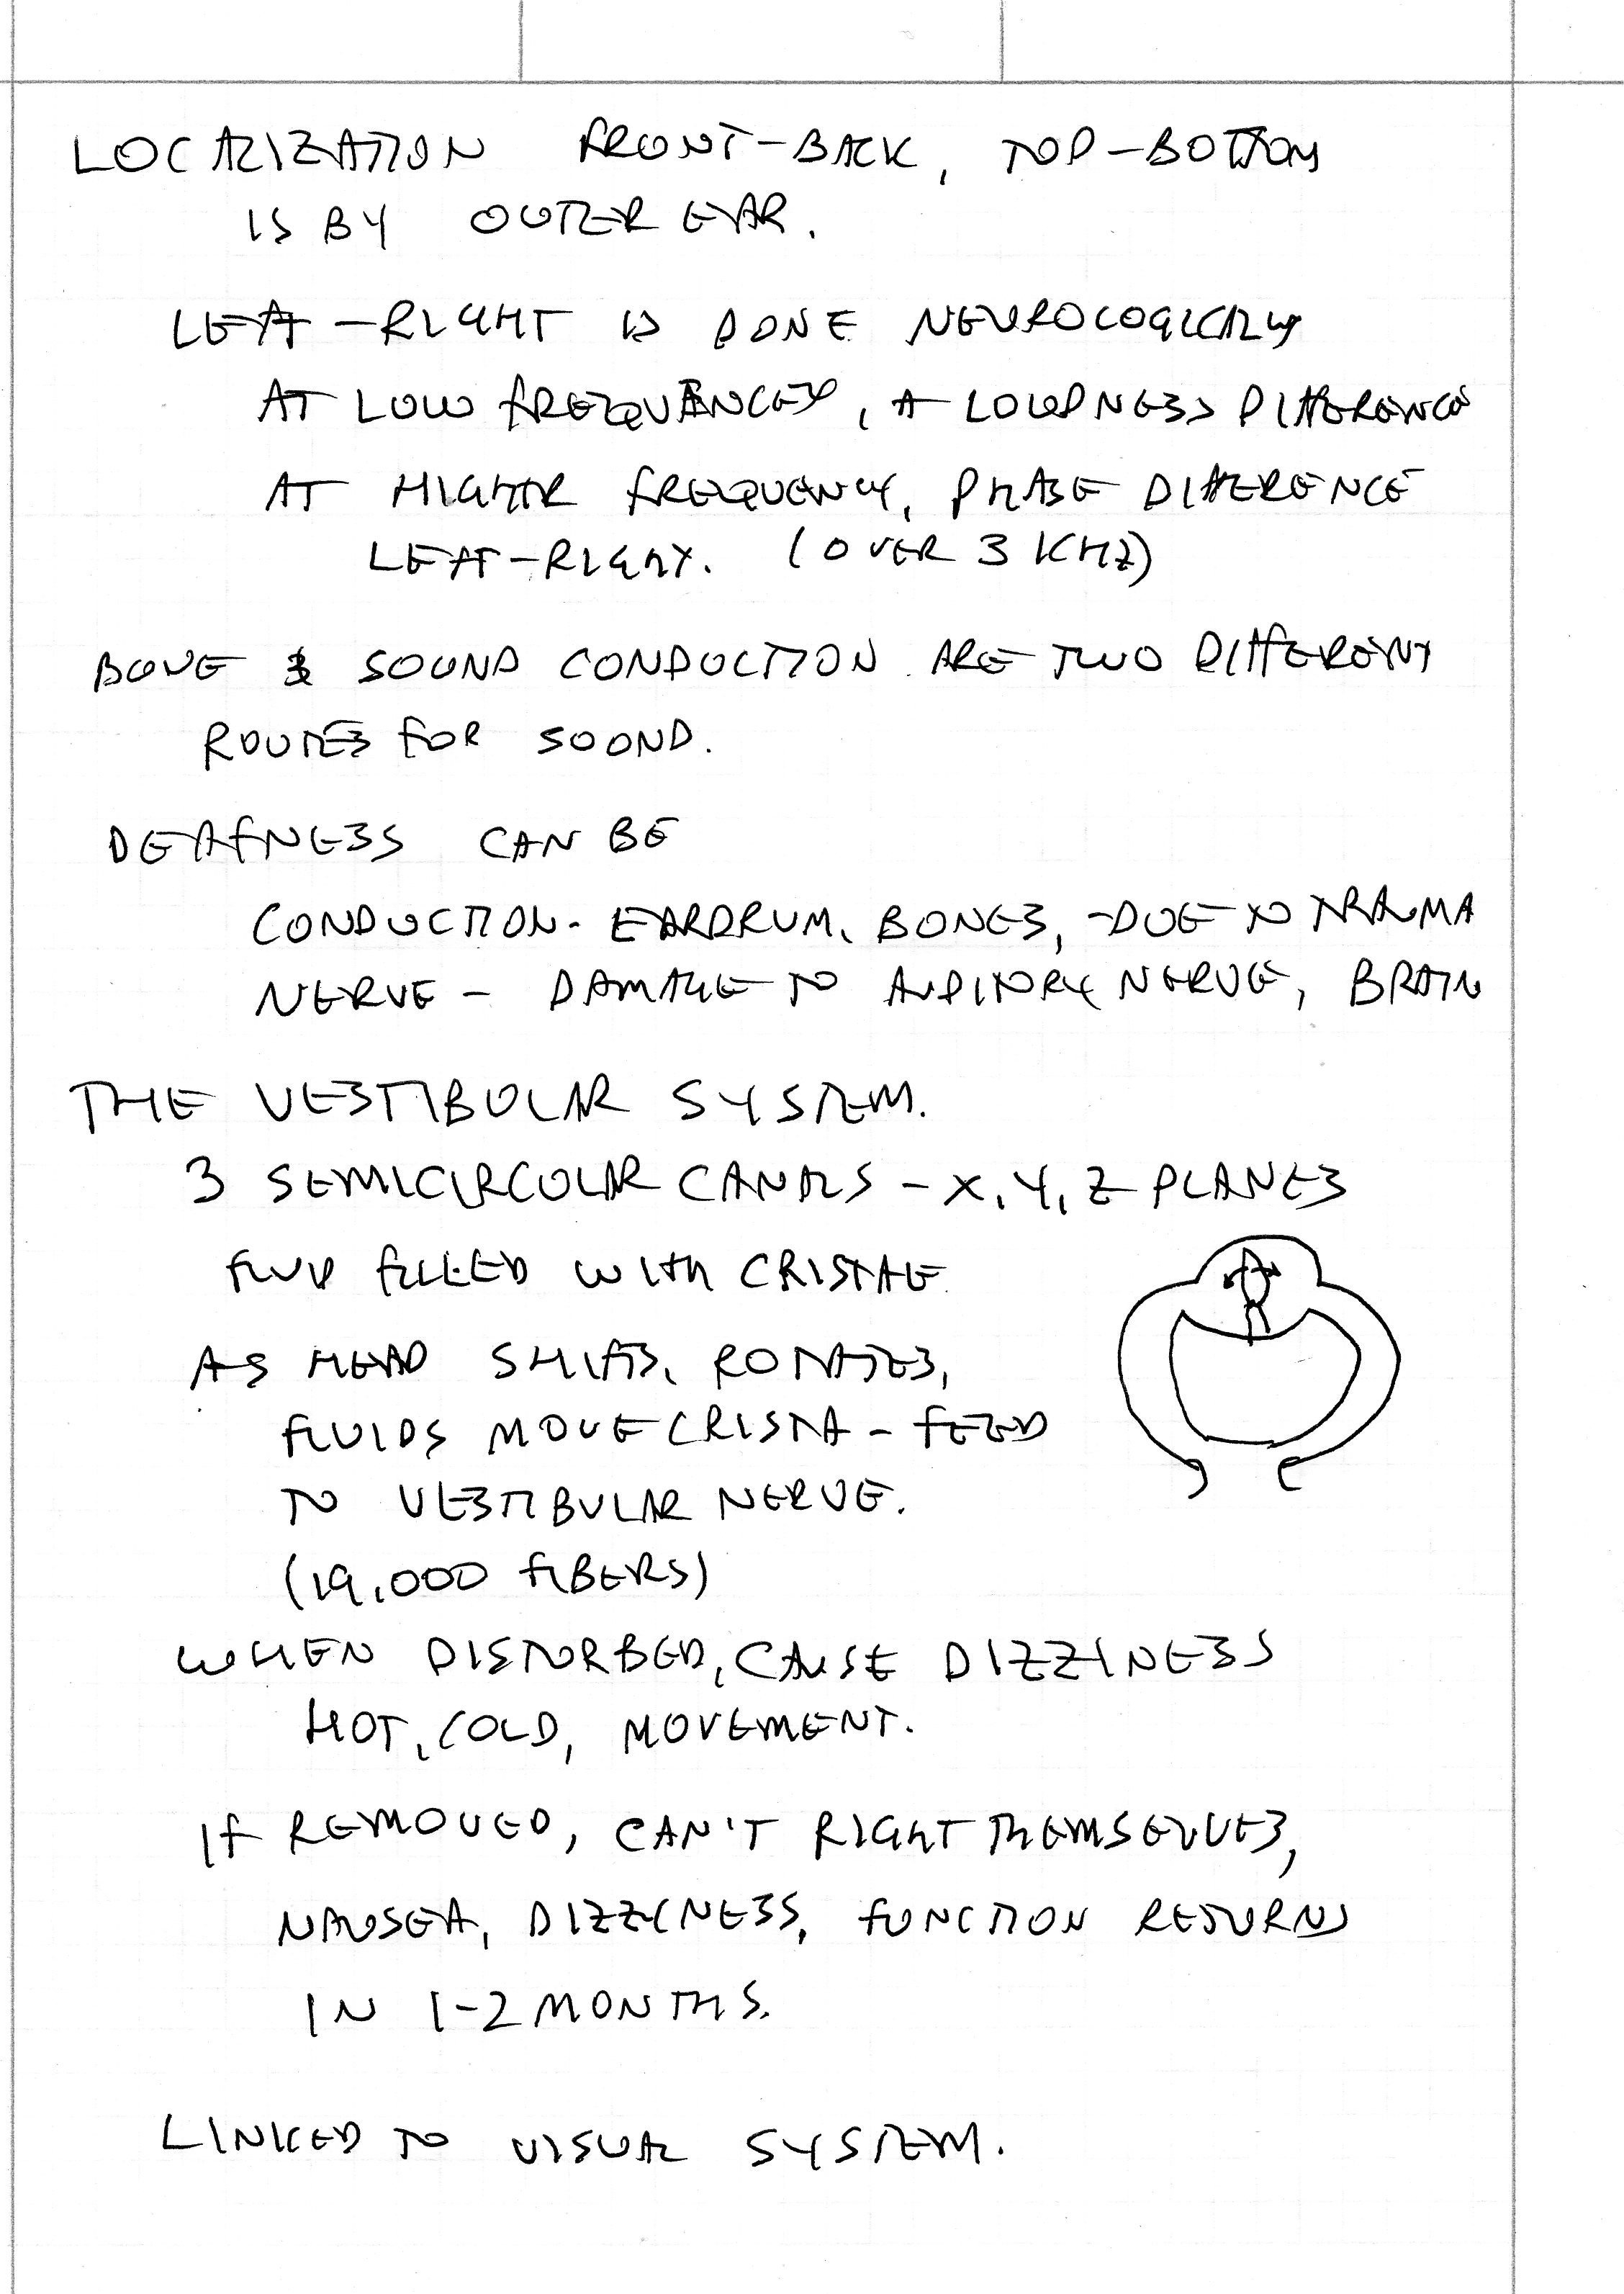 LOCALIZATION FRONT-BACK, TOP-BOTTOM
IS BY OUTER EAR.
LEFT-RIGHT IS DONE NEUROLOGICALLY
AT LOW FREQUENCY, A LOUDNESS DIFFERENCE
AT HIGHER FREQUENCY, PHASE DIFFERENCE
LEFT-RIGHT. (OVER 3 KHZ)
BONE & SOUND CONDUCTION ARE TWO DIFFERENT
ROUTES FOR SOUND.
DEAFNESS CAN BE
CONDUCTION - EARDRUM, BONES, - DUE TO TRAUMA
NERVE - DAMAGE TO AUDITORY NERVE, BRAIN
THE VESTIBULAR SYSTEM.
3 SEMICIRCULAR CANALS - X, Y, Z PLANES
FLUID FILLED WITH CRISTAE.
AS HEAD SHIFTS, ROTATES,
FLUIDS MOVE CRISTA - FEED
TO VESTIBULAR NERVE.
(19,000 FIBERS)
WHEN DISTURBED, CAUSE DIZZINESS
HOT, COLD, MOVEMENT.
IF REMOVED, CAN'T RIGHT THEMSELVES,
NAUSEA, DIZZINESS, FUNCTION RETURNS
IN 1-2 MONTHS.
LINKED TO VISUAL SYSTEM.